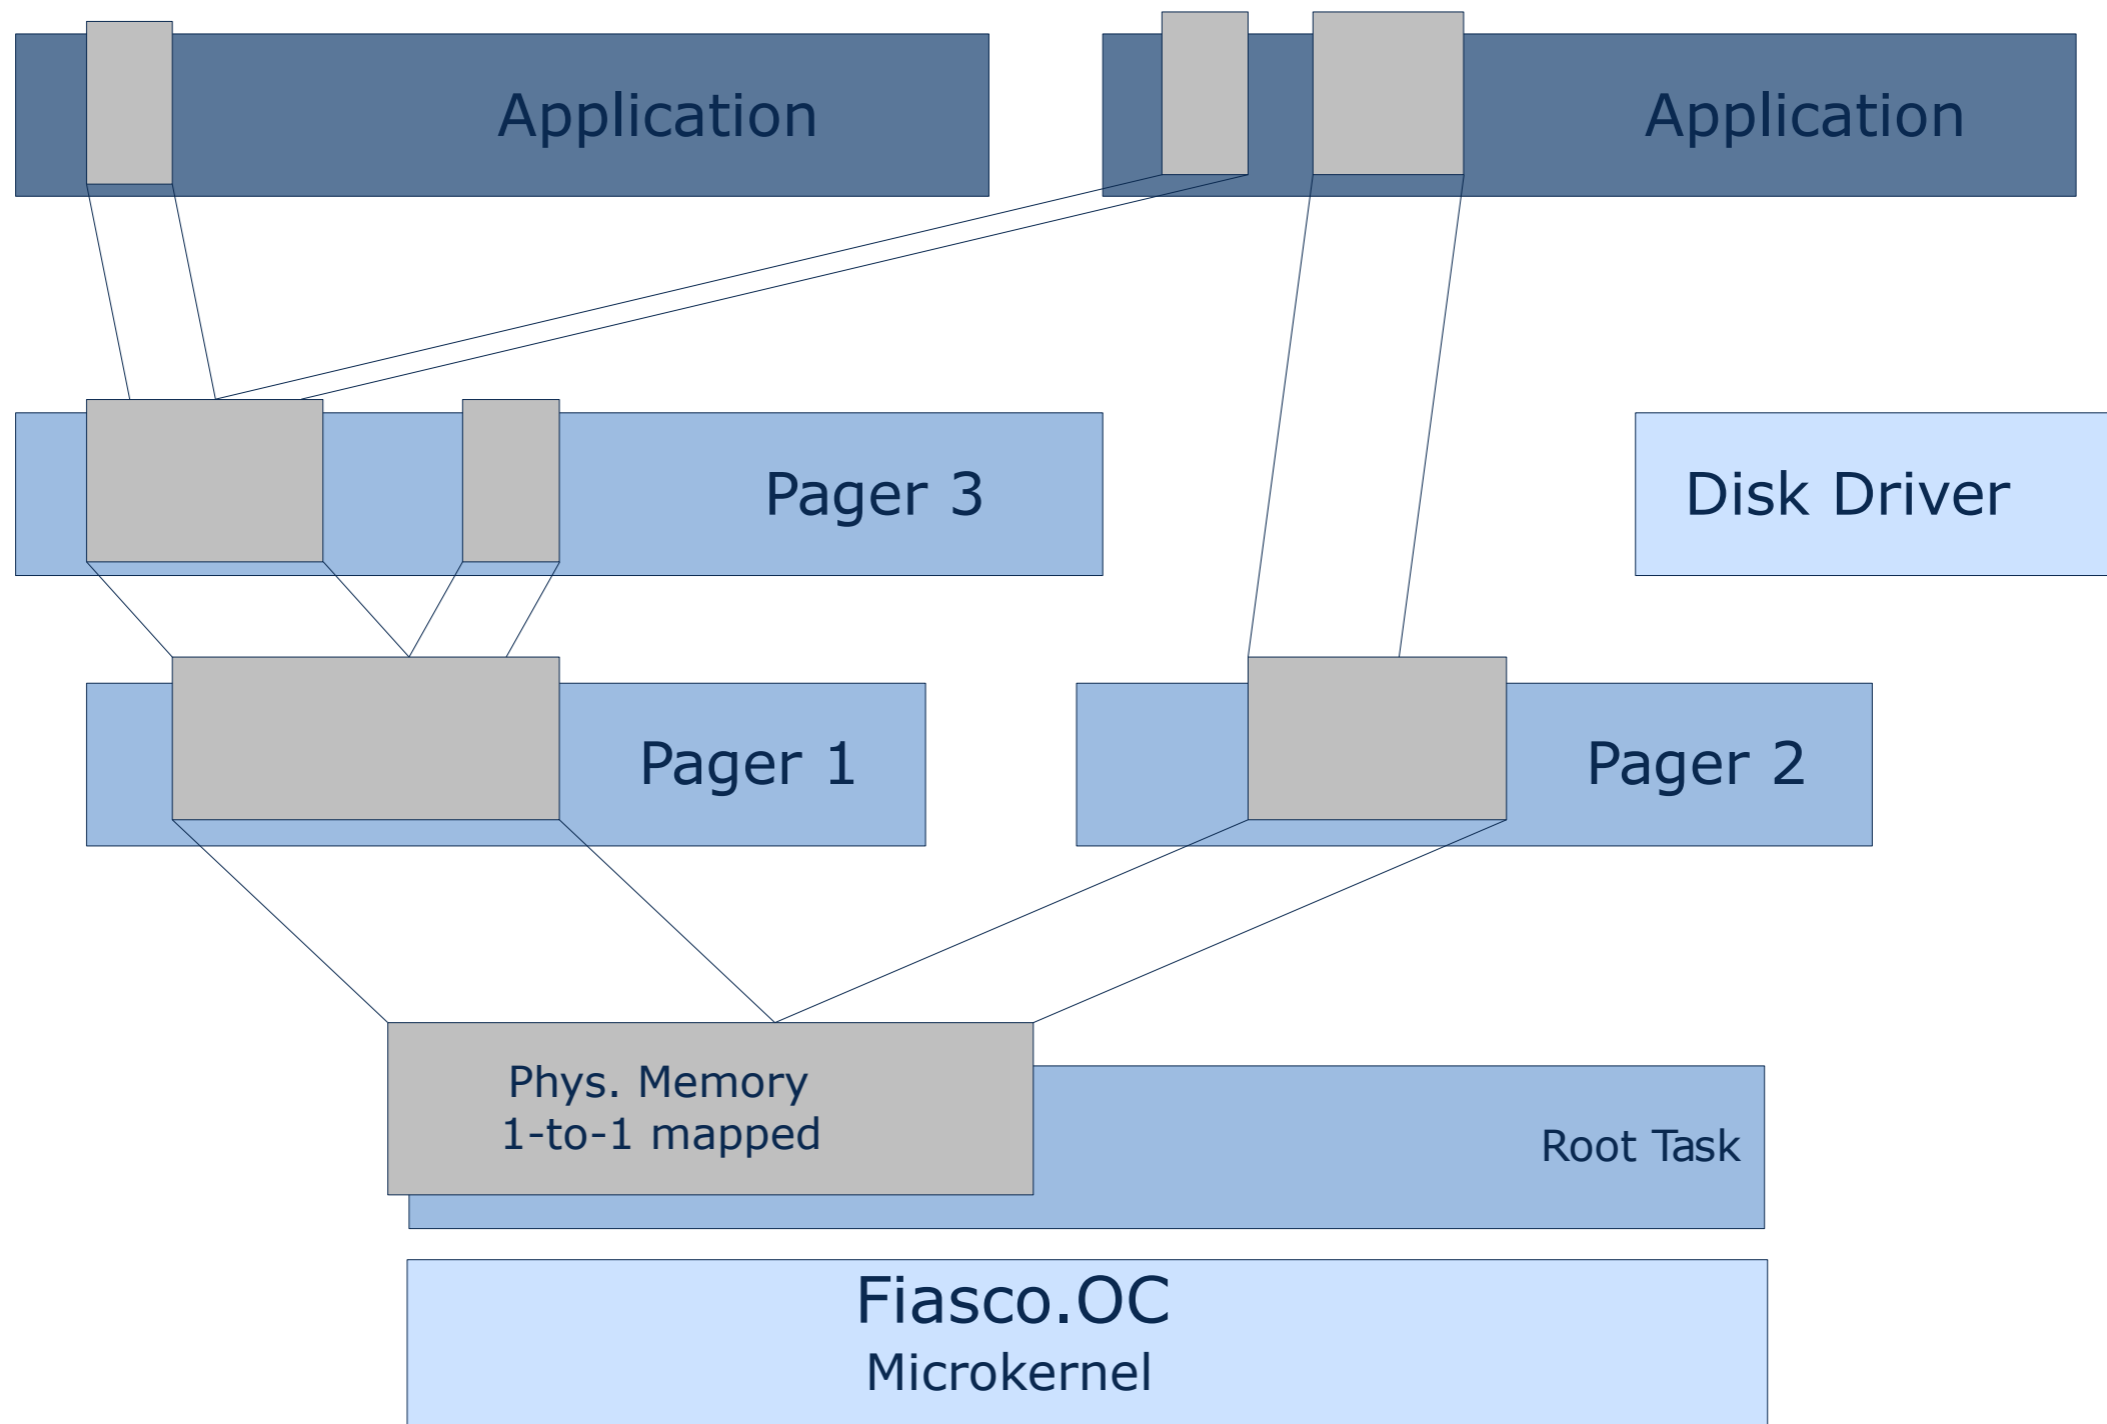 Application
Application
Pager 3
Disk Driver
Pager 1
Pager 2
Phys. Memory
1-to-1 mapped
Root Task
Fiasco.OC
Microkernel